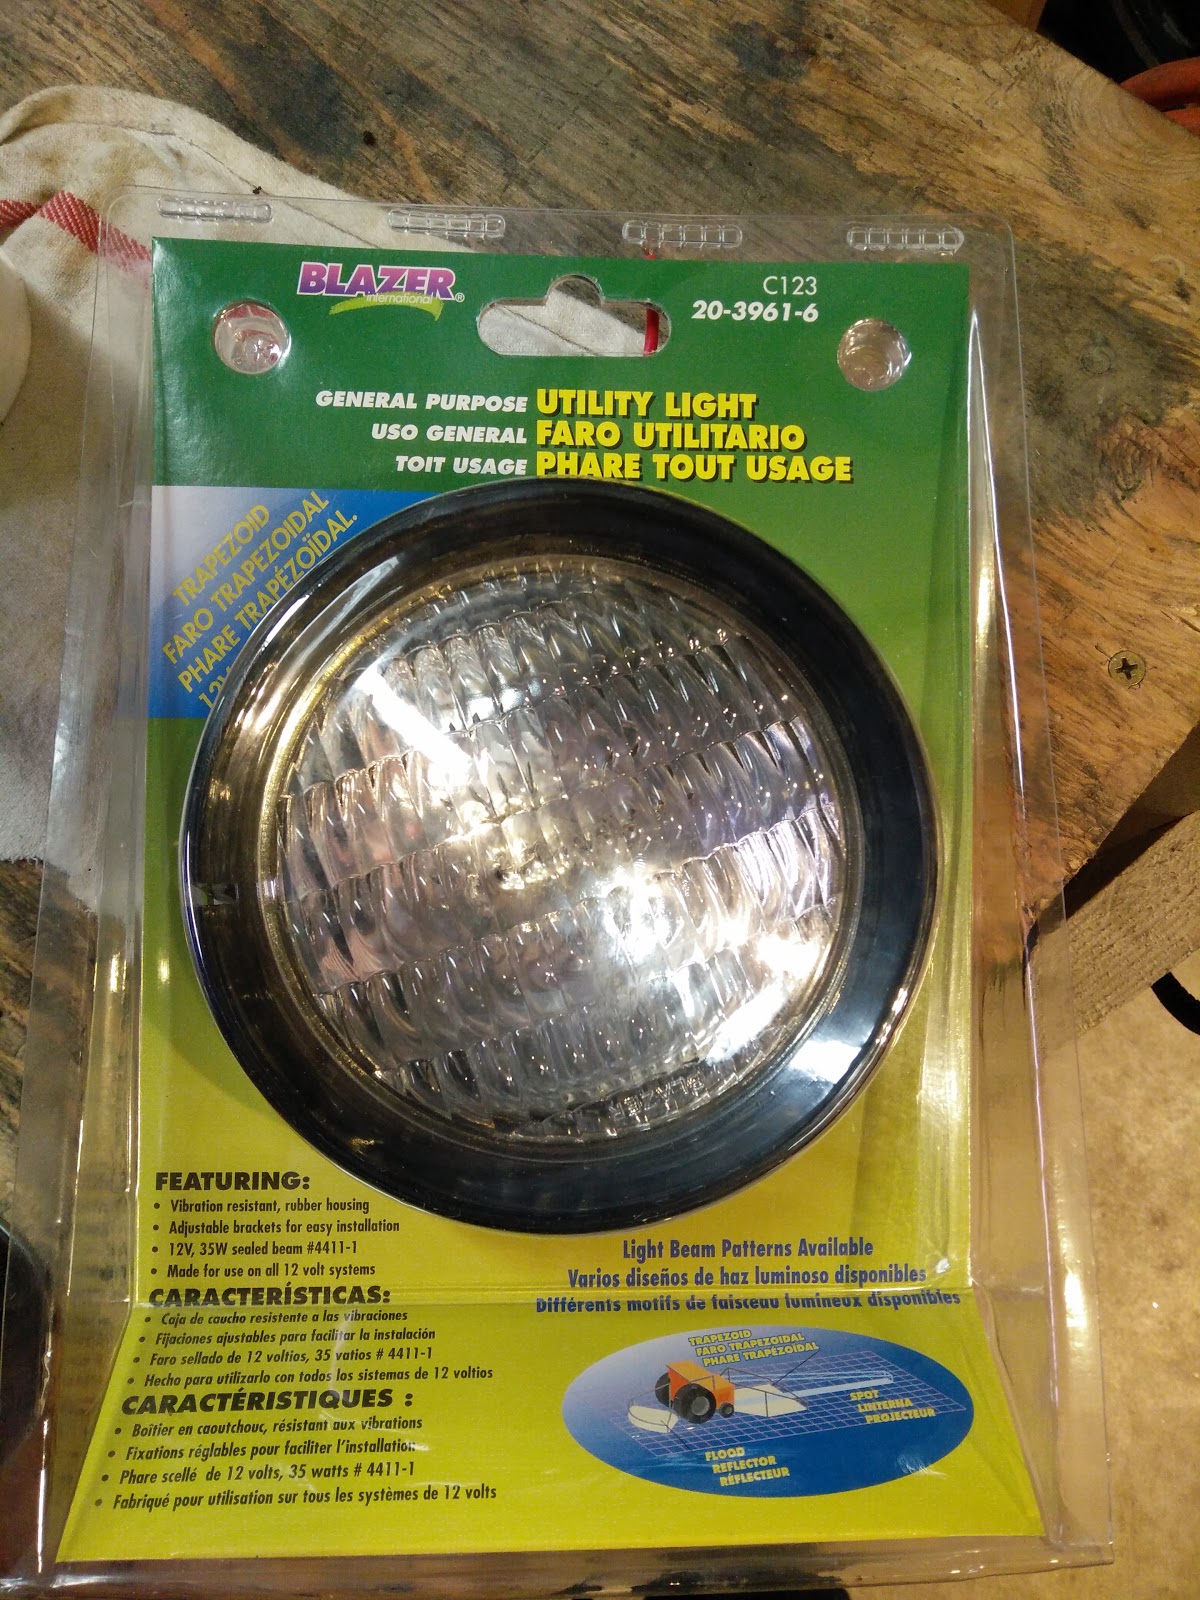 BLAZER
international®
C123
20-3961-6
GENERAL PURPOSE UTILITY LIGHT
USO GENERAL FARO UTILITARIO
TOIT USAGE PHARE TOUT USAGE
TRAPEZOID
FARO TRAPEZOIDAL
PHARE TRAPÉZOÏDAL.
BLAZER
FEATURING:
• Vibration resistant, rubber housing
• Adjustable brackets for easy installation
• 12V, 35W sealed beam #4411-1
• Made for use on all 12 volt systems
CARACTERÍSTICAS:
• Caja de caucho resistente a las vibraciones
• Fijaciones ajustables para facilitar la instalación
• Faro sellado de 12 voltios, 35 vatios # 4411-1
• Hecho para utilizarlo con todos los sistemas de 12 voltios
CARACTÉRISTIQUES :
• Boîtier en caoutchouc, résistant aux vibrations
• Fixations réglables pour faciliter l'installation
• Phare scellé de 12 volts, 35 watts # 4411-1
• Fabriqué pour utilisation sur tous les systèmes de 12 volts
Light Beam Patterns Available
Varios diseños de haz luminoso disponibles
Différents motifs de faisceau lumineux disponibles
TRAPEZOID
FARO TRAPEZOIDAL
PHARE TRAPÉZOÏDAL
SPOT
LINTERNA
PROJECTEUR
FLOOD
REFLECTOR
RÉFLECTEUR